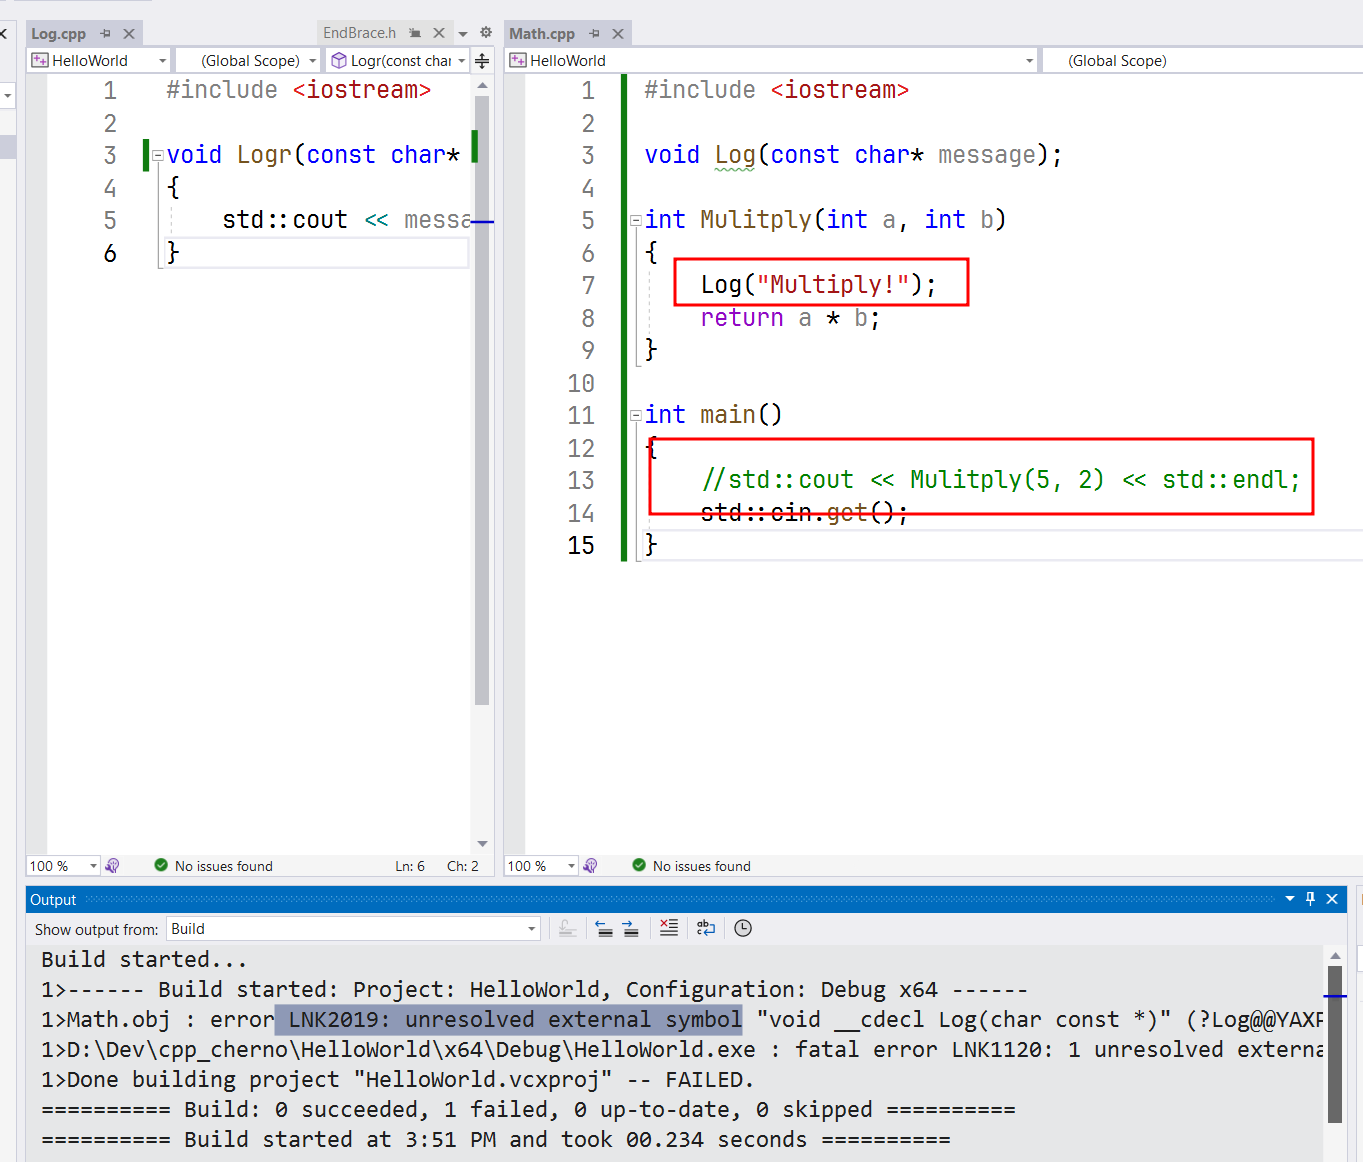 Log.cpp
EndBrace.h
HelloWorld
(Global Scope)
Logr(const char
1 #include <iostream>
2
3 void Logr(const char*
4 {
5 std::cout << messa
6 }
100 %
No issues found
Ln: 6
Ch: 2
Math.cpp
HelloWorld
(Global Scope)
1 #include <iostream>
2
3 void Log(const char* message);
4
5 int Mulitply(int a, int b)
6 {
7 Log("Multiply!");
8 return a * b;
9 }
10
11 int main()
12 {
13 //std::cout << Mulitply(5, 2) << std::endl;
14 std::cin.get();
15 }
100 %
No issues found
Output
Show output from: Build
Build started...
1>------ Build started: Project: HelloWorld, Configuration: Debug x64 ------
1>Math.obj : error LNK2019: unresolved external symbol "void __cdecl Log(char const *)" (?Log@@YAXP
1>D:\Dev\cpp_cherno\HelloWorld\x64\Debug\HelloWorld.exe : fatal error LNK1120: 1 unresolved externa
1>Done building project "HelloWorld.vcxproj" -- FAILED.
========== Build: 0 succeeded, 1 failed, 0 up-to-date, 0 skipped ==========
========== Build started at 3:51 PM and took 00.234 seconds ==========